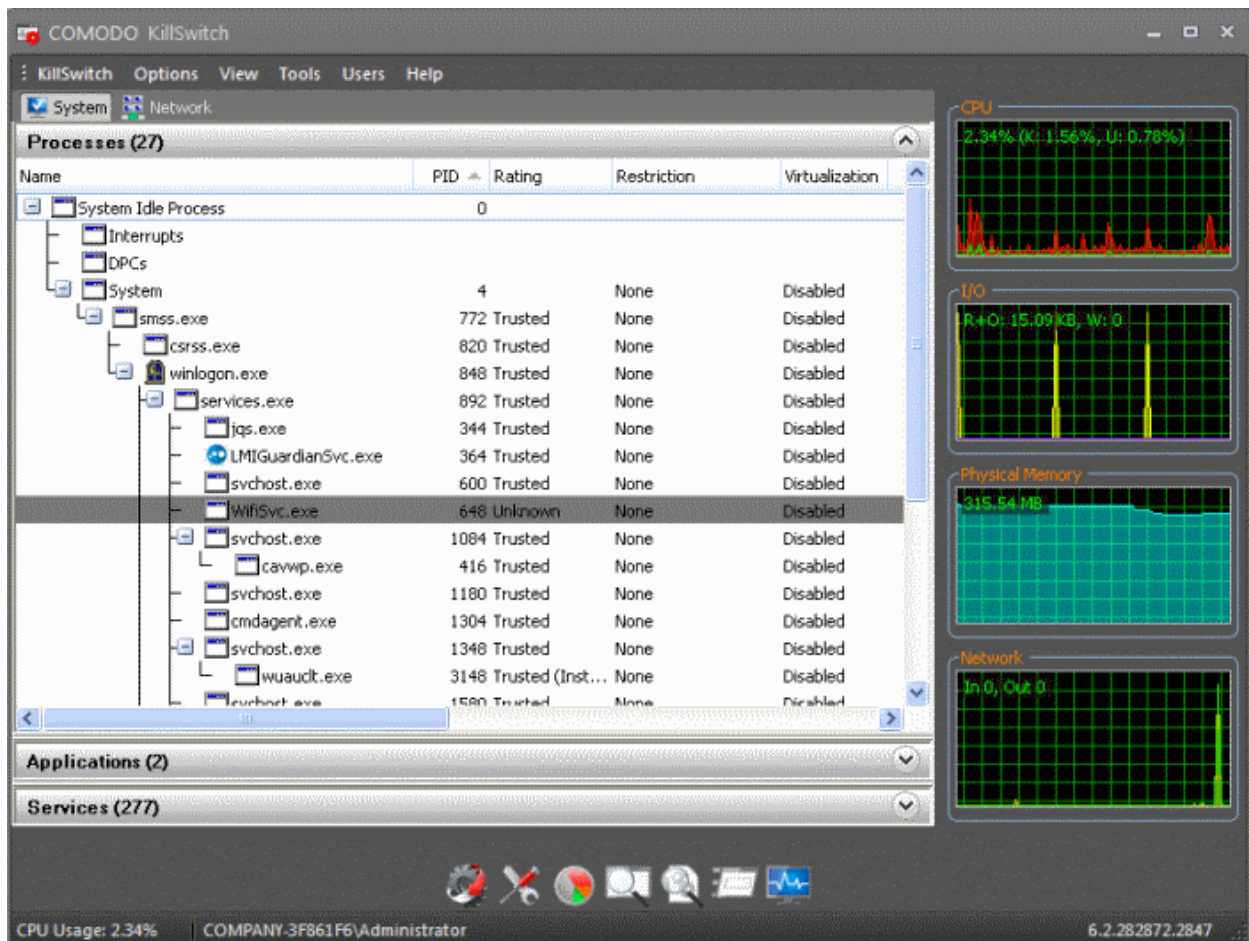 COMODO KillSwitch
KillSwitch Options View Tools Users Help
System Network
Processes (27)
Name PID Rating Restriction Virtualization
System Idle Process 0
Interrupts
DPCs
System 4 None Disabled
smss.exe 772 Trusted None Disabled
csrss.exe 820 Trusted None Disabled
winlogon.exe 848 Trusted None Disabled
services.exe 892 Trusted None Disabled
jqs.exe 344 Trusted None Disabled
LMIGuardianSvc.exe 364 Trusted None Disabled
svchost.exe 600 Trusted None Disabled
WifiSvc.exe 648 Unknown None Disabled
svchost.exe 1084 Trusted None Disabled
cavwp.exe 416 Trusted None Disabled
svchost.exe 1180 Trusted None Disabled
cmdagent.exe 1304 Trusted None Disabled
svchost.exe 1348 Trusted None Disabled
wuauclt.exe 3148 Trusted (Inst... None Disabled
svchost.exe 1580 Trusted None Disabled
Applications (2)
Services (277)
CPU
2.34% (K: 1.56%, U: 0.78%)
I/O
R+O: 15.09 KB, W: 0
Physical Memory
315.54 MB
Network
In 0, Out 0
CPU Usage: 2.34% COMPANY-3F861F6\Administrator 6.2.282872.2847